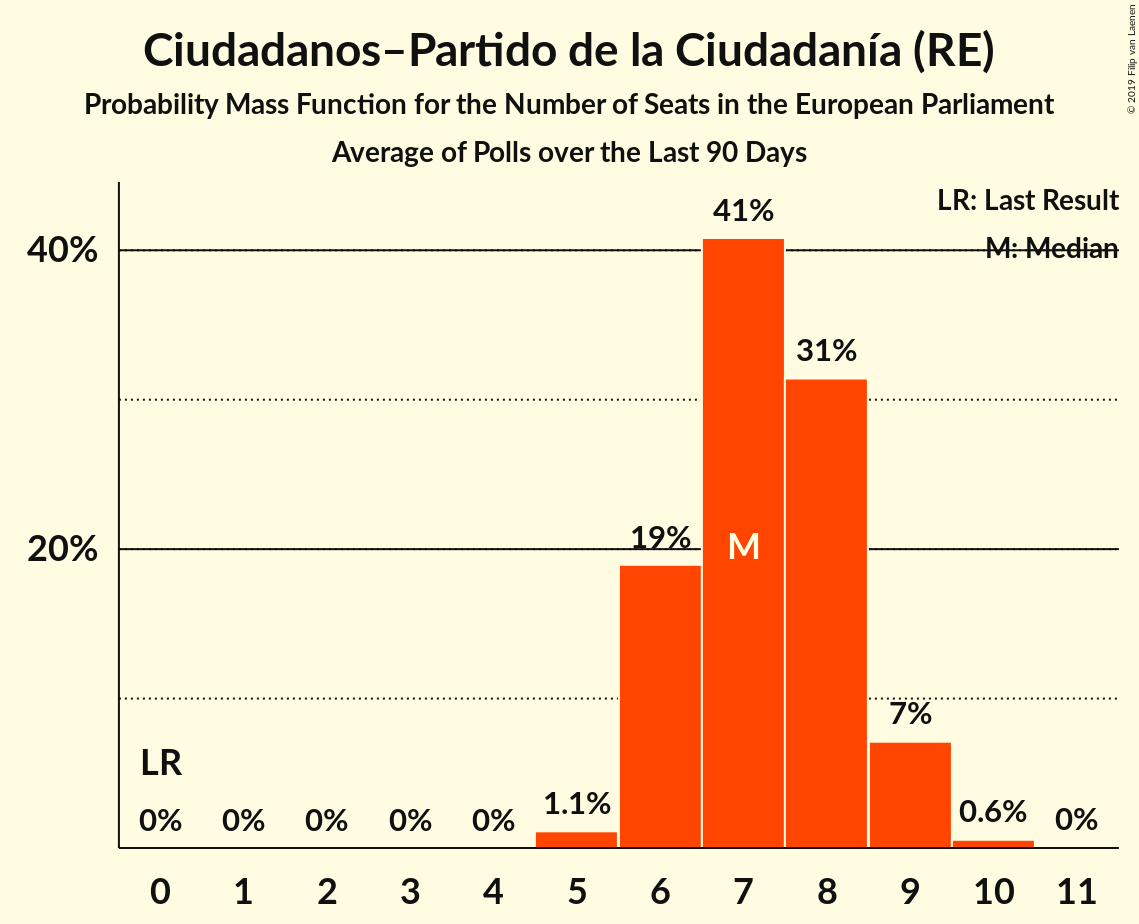 Ciudadanos–Partido de la Ciudadanía (RE)
Probability Mass Function for the Number of Seats in the European Parliament
Average of Polls over the Last 90 Days
© 2019 Filip van Laenen
LR: Last Result
M: Median
40%
20%
41%
31%
19%
M
7%
LR
0%
0%
0%
0%
0%
1.1%
0.6%
0%
0 1 2 3 4 5 6 7 8 9 10 11